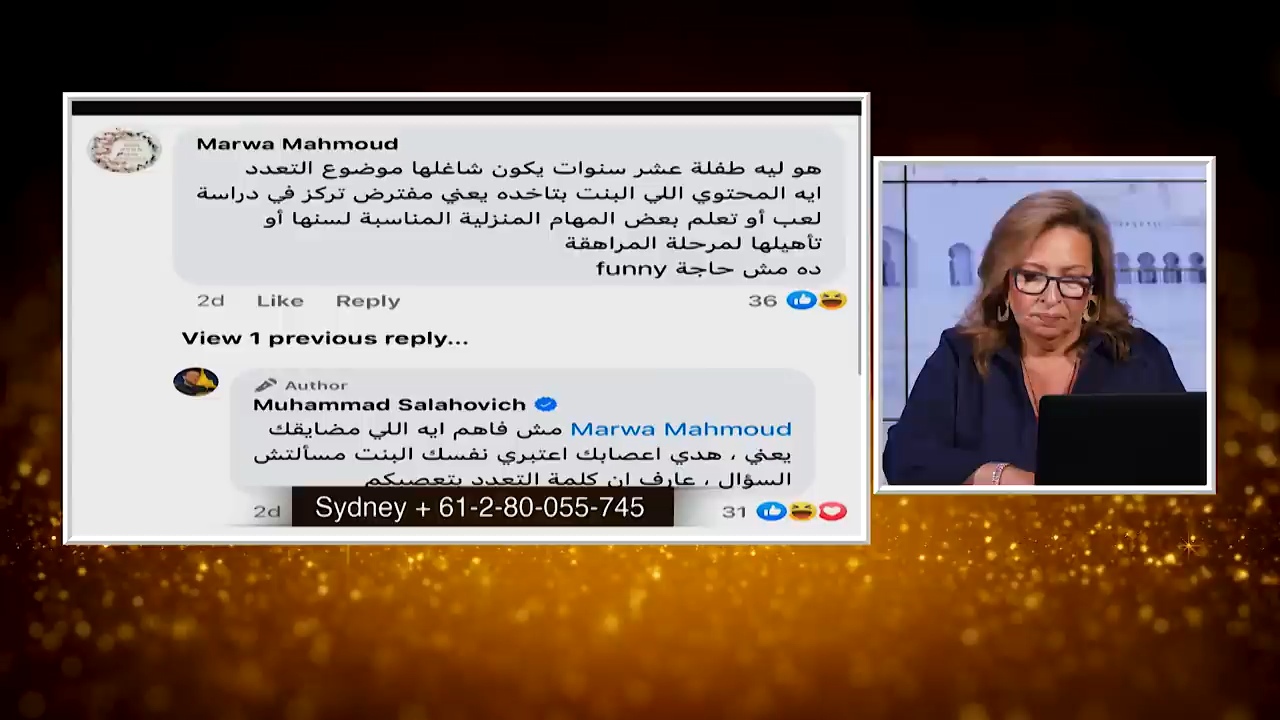 Marwa Mahmoud
هو ليه طفلة عشر سنوات يكون شاغلها موضوع التعدد
ايه المحتوي اللي البنت بتاخده يعني مفترض تركز في دراسة
لعب أو تعلم بعض المهام المنزلية المناسبة لسنها أو
تأهيلها لمرحلة المراهقة
ده مش حاجة funny
2d Like Reply 36
View 1 previous reply...
Author
Muhammad Salahovich
Marwa Mahmoud مش فاهم ايه اللي مضايقك
يعني ، هدي اعصابك اعتبري نفسك البنت مسألتش
السؤال ، عارف ان كلمة التعدد بتعصبكم
2d 31
Sydney + 61-2-80-055-745